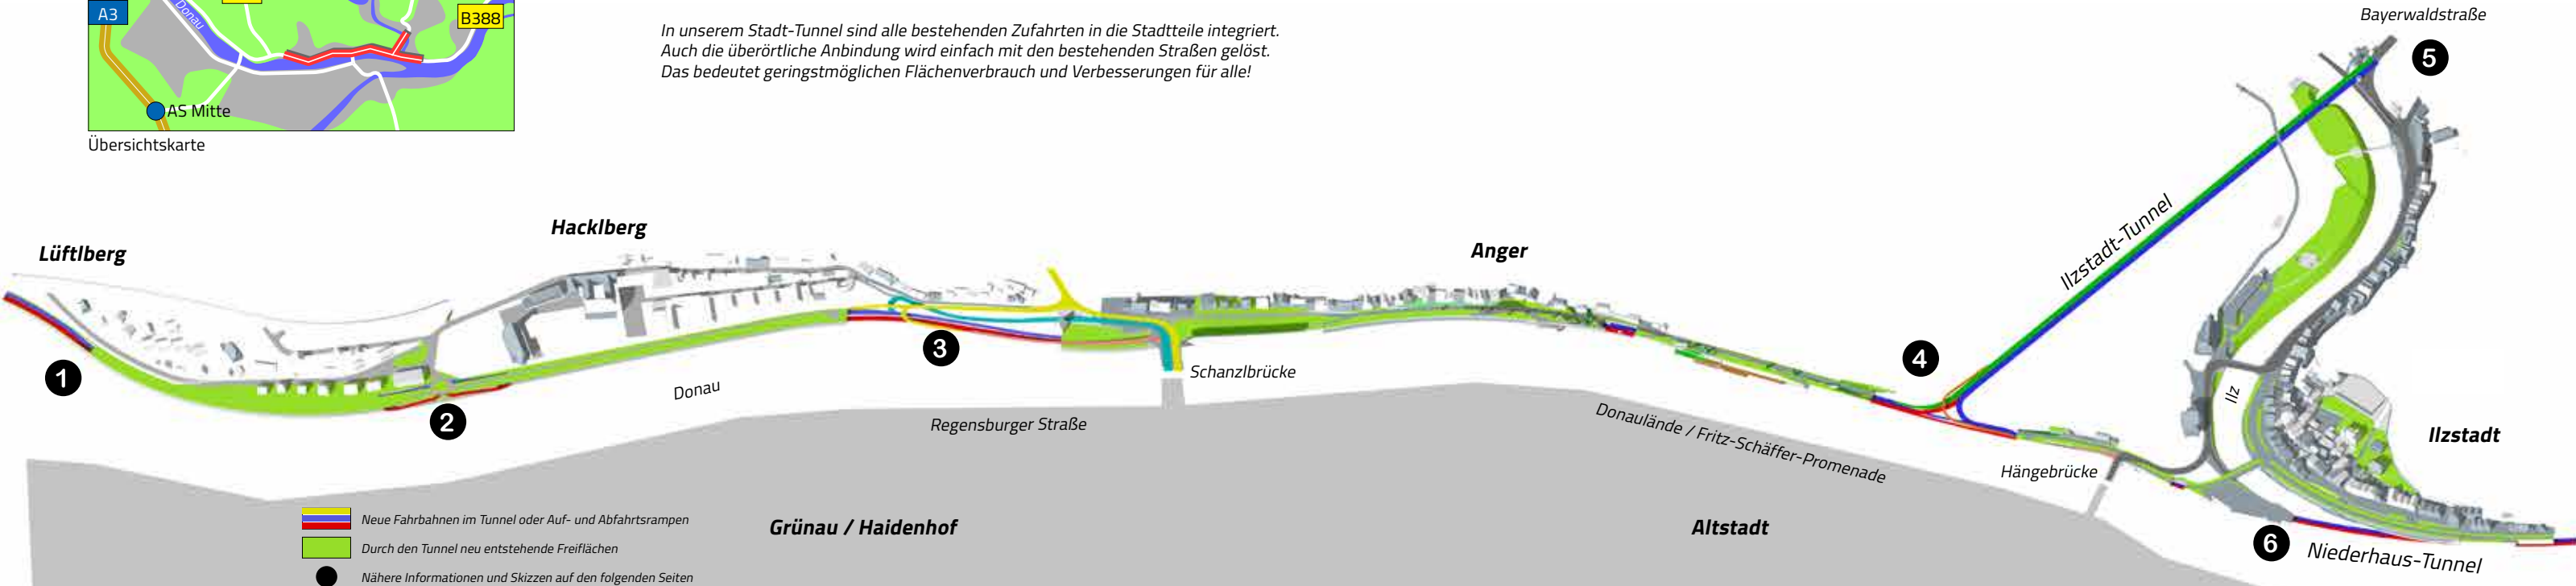 A3
Donau
B388
AS Mitte
Übersichtskarte
In unserem Stadt-Tunnel sind alle bestehenden Zufahrten in die Stadtteile integriert.
Auch die überörtliche Anbindung wird einfach mit den bestehenden Straßen gelöst.
Das bedeutet geringstmöglichen Flächenverbrauch und Verbesserungen für alle!
Bayerwaldstraße
5
Lüftlberg
Hacklberg
Anger
Ilzstadt-Tunnel
1
2
3
4
Donau
Schanzlbrücke
Regensburger Straße
Donaulände / Fritz-Schäffer-Promenade
Hängebrücke
Ilz
Ilzstadt
Grünau / Haidenhof
Altstadt
6
Niederhaus-Tunnel
Neue Fahrbahnen im Tunnel oder Auf- und Abfahrtsrampen
Durch den Tunnel neu entstehende Freiflächen
Nähere Informationen und Skizzen auf den folgenden Seiten